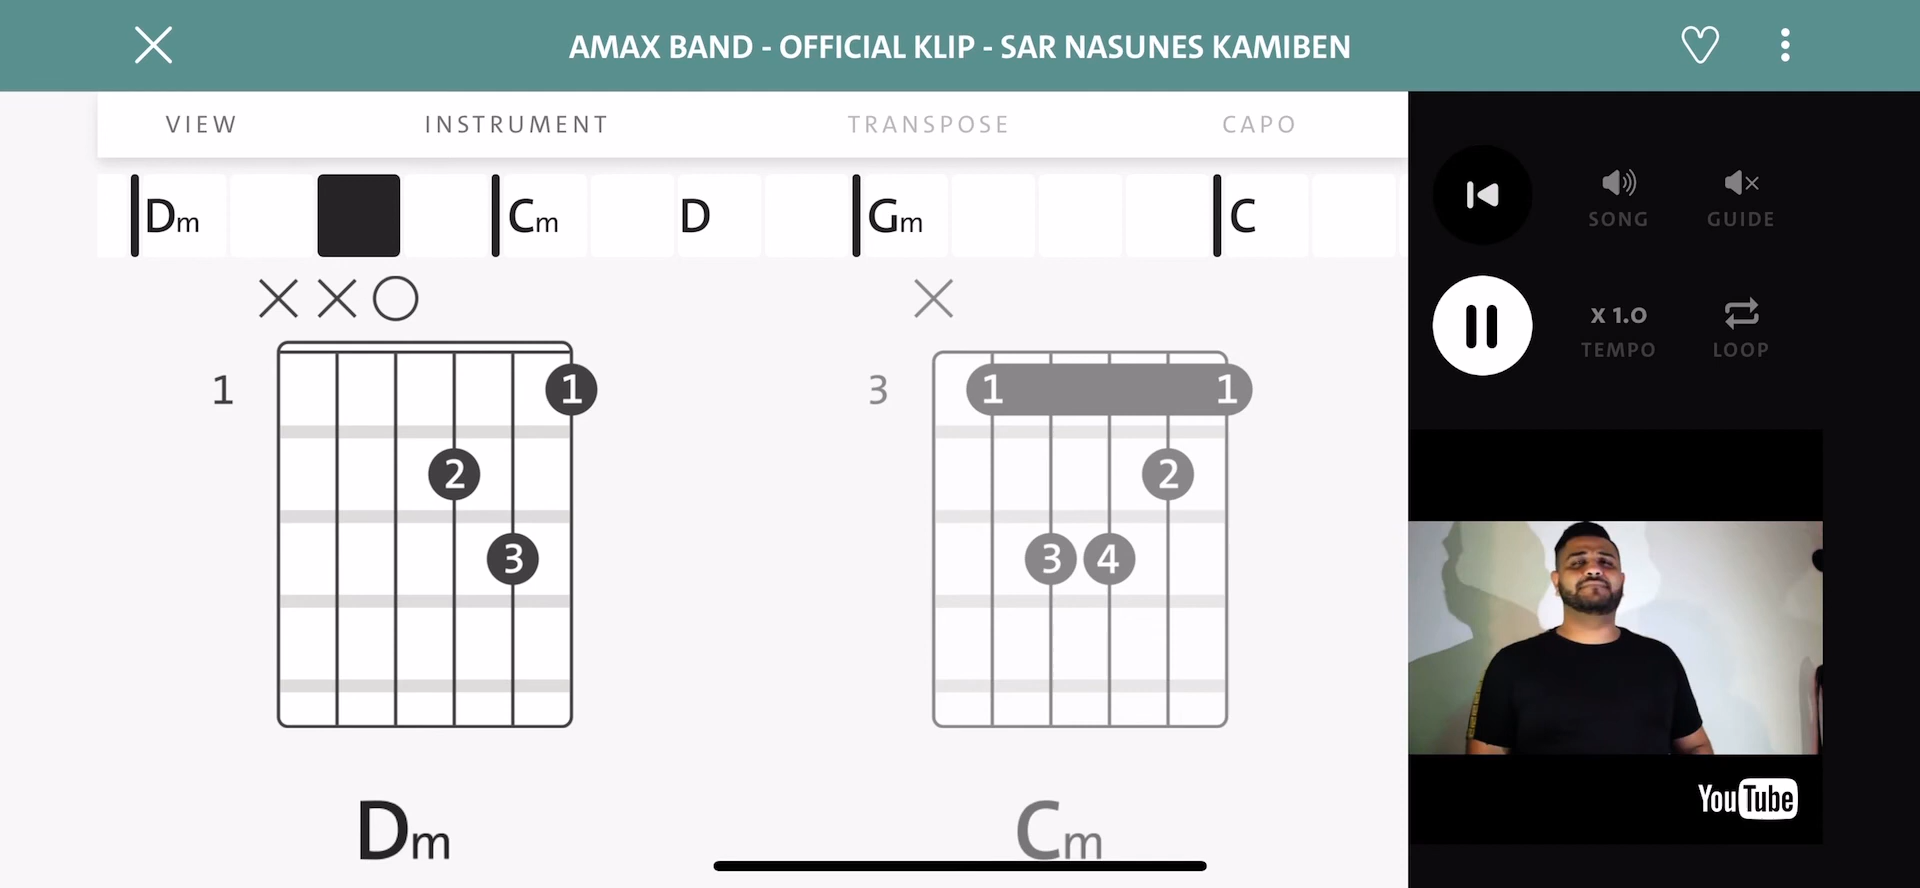 AMAX BAND - OFFICIAL KLIP - SAR NASUNES KAMIBEN
VIEW INSTRUMENT TRANSPOSE CAPO
Dm Cm D Gm C
SONG GUIDE
x 1.0
TEMPO LOOP
1 1
2
3
Dm
3 1 1
2
3 4
Cm
YouTube